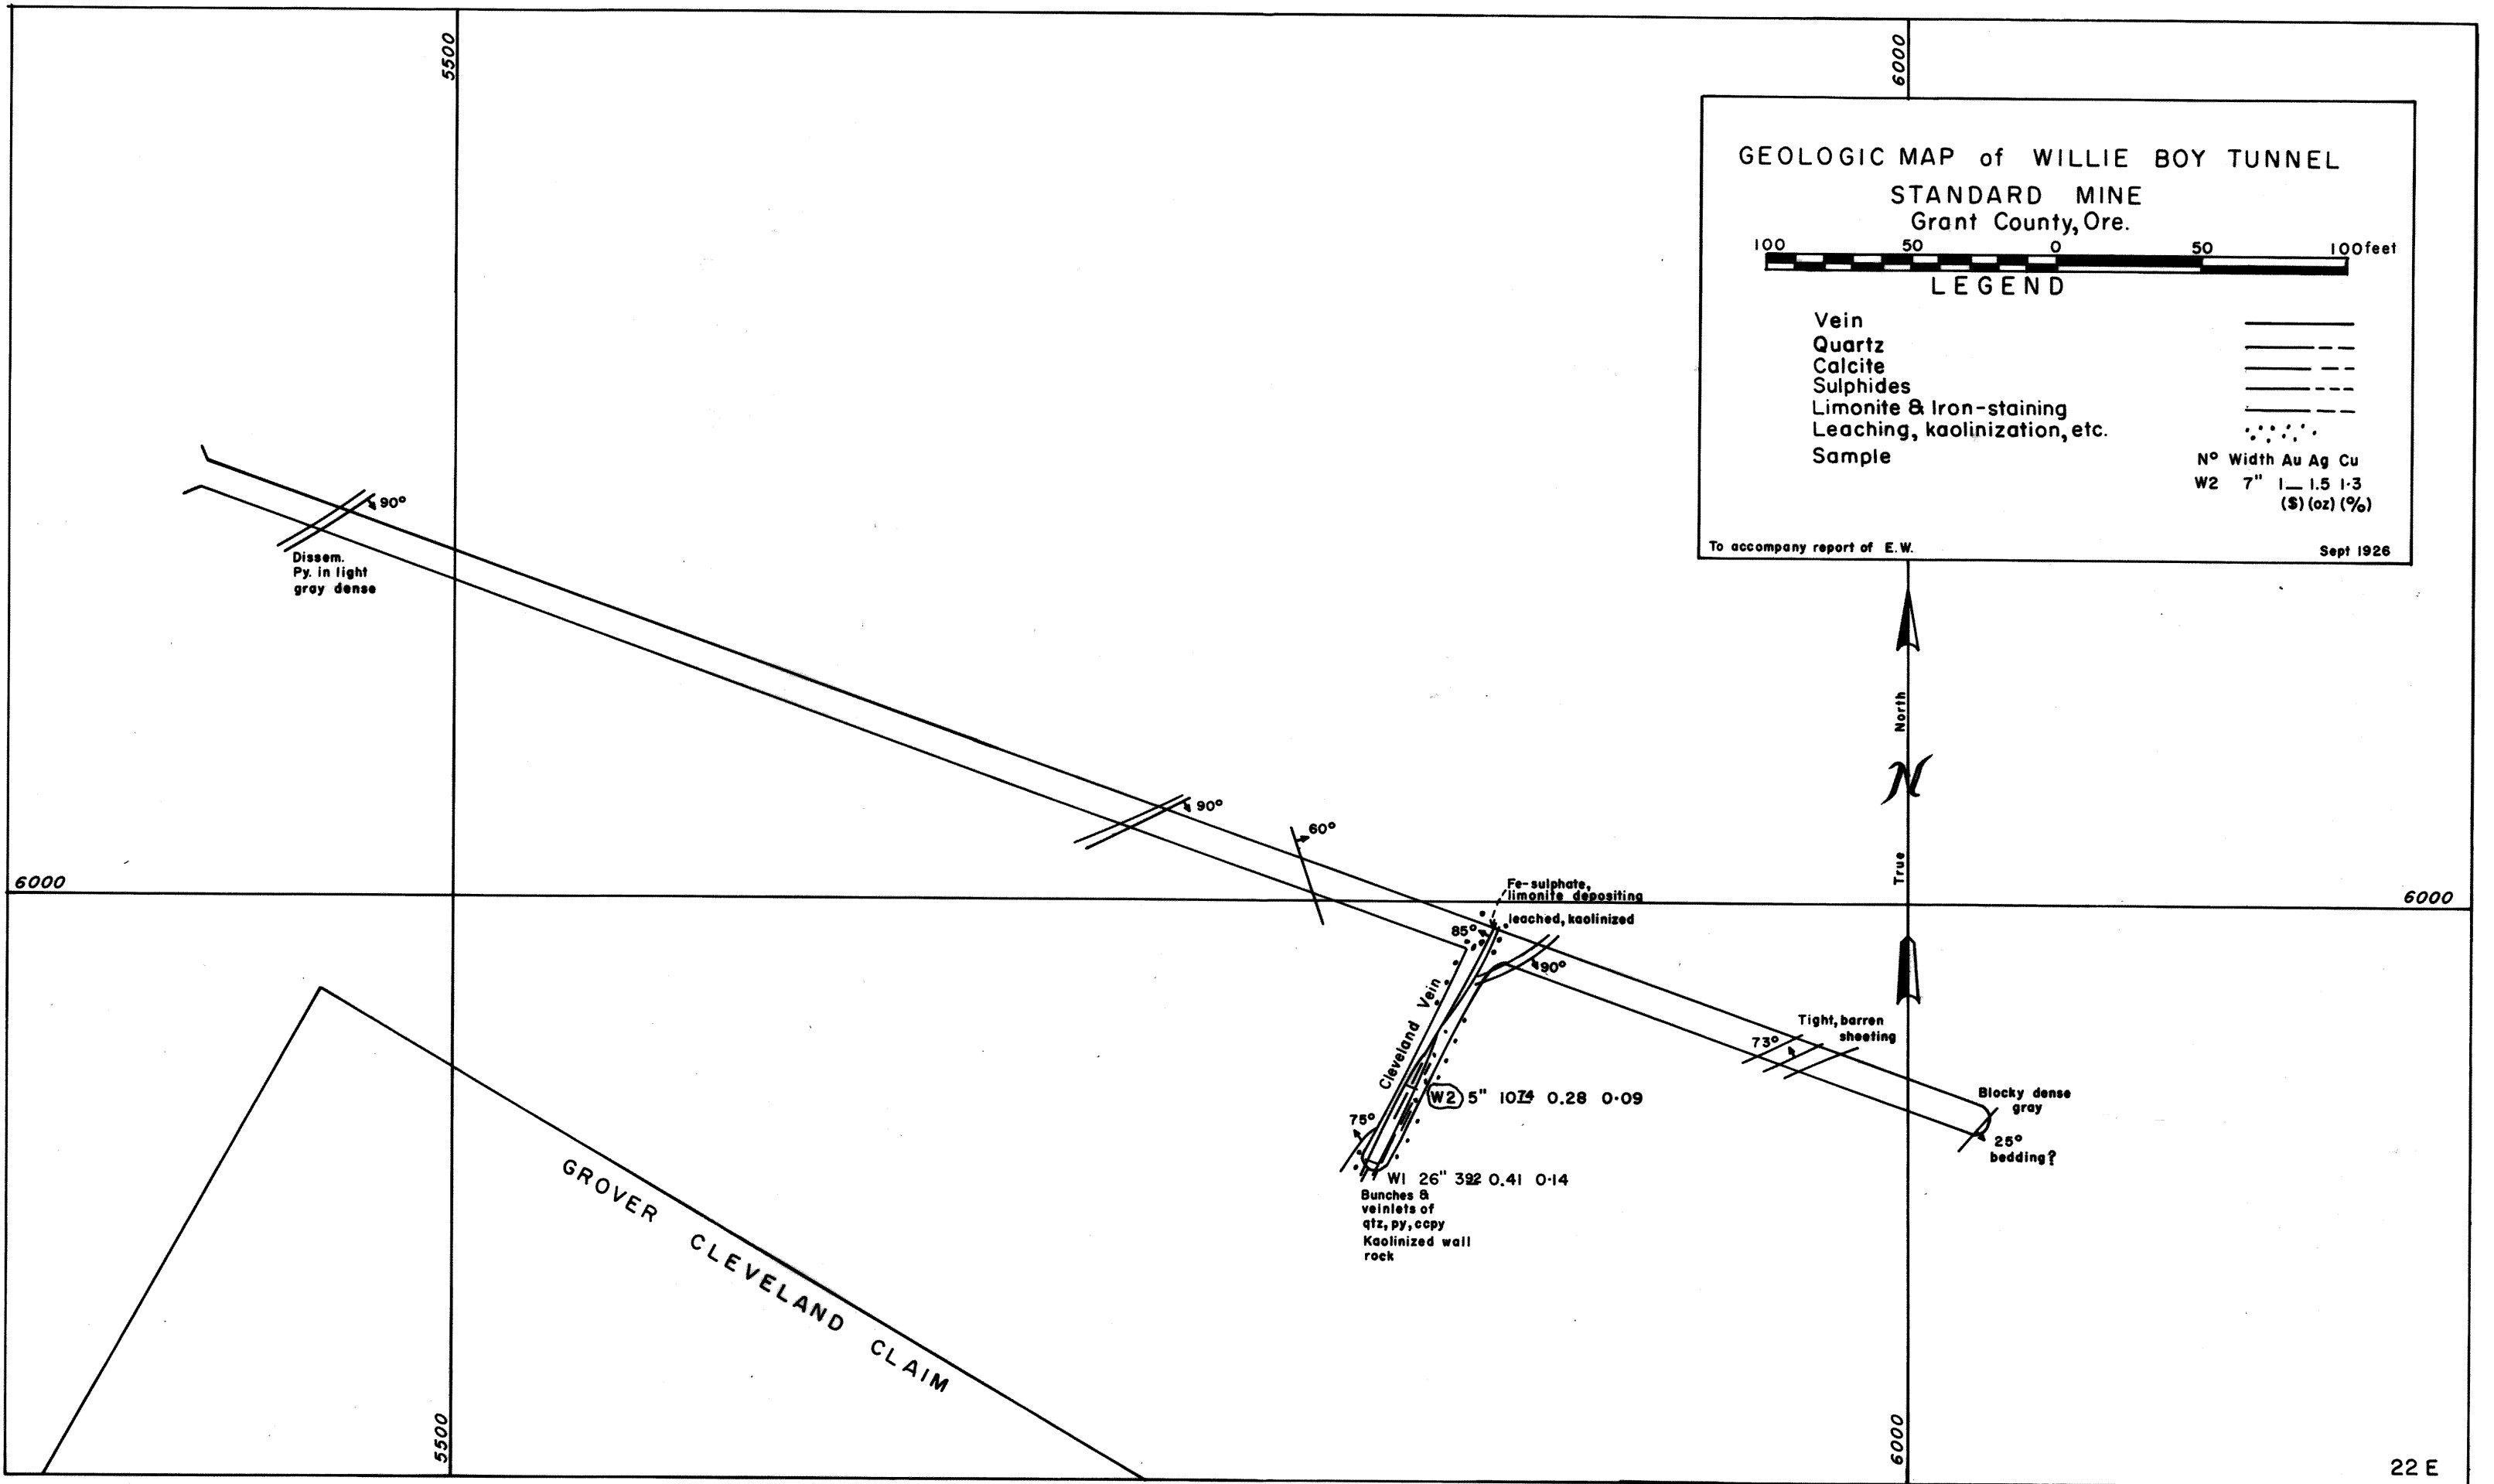 5500
6000
GEOLOGIC MAP of WILLIE BOY TUNNEL
STANDARD MINE
Grant County, Ore.
100 50 0 50 100 feet
LEGEND
Vein
Quartz
Calcite
Sulphides
Limonite & Iron-staining
Leaching, kaolinization, etc.
Sample
Nº Width Au Ag Cu
W2 7" 1— 1.5 1·3
($) (oz) (%)
To accompany report of E.W.
Sept 1926
90°
Dissem.
Py. in light
gray dense
North
N
True
90°
60°
6000
6000
Fe-sulphate,
limonite depositing
leached, kaolinized
85°
90°
Cleveland Vein
Tight, barren
sheeting
73°
W2 5" 1074 0.28 0·09
Blocky dense
gray
25°
bedding?
75°
W1 26" 392 0.41 0·14
Bunches &
veinlets of
qtz, py, ccpy
Kaolinized wall
rock
GROVER CLEVELAND CLAIM
5500
6000
22 E